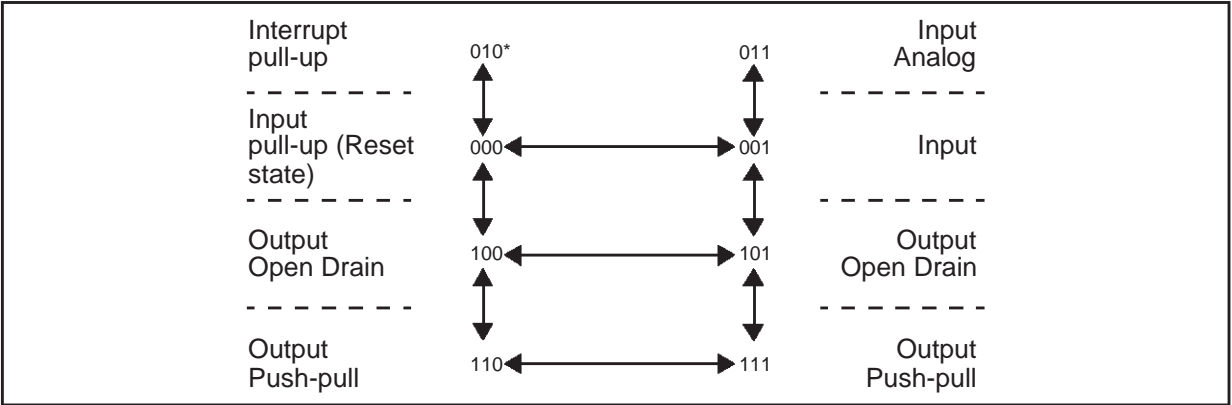 Interrupt
pull-up
010*
011
Input
Analog
Input
pull-up (Reset
state)
000
001
Input
Output
Open Drain
100
101
Output
Open Drain
Output
Push-pull
110
111
Output
Push-pull